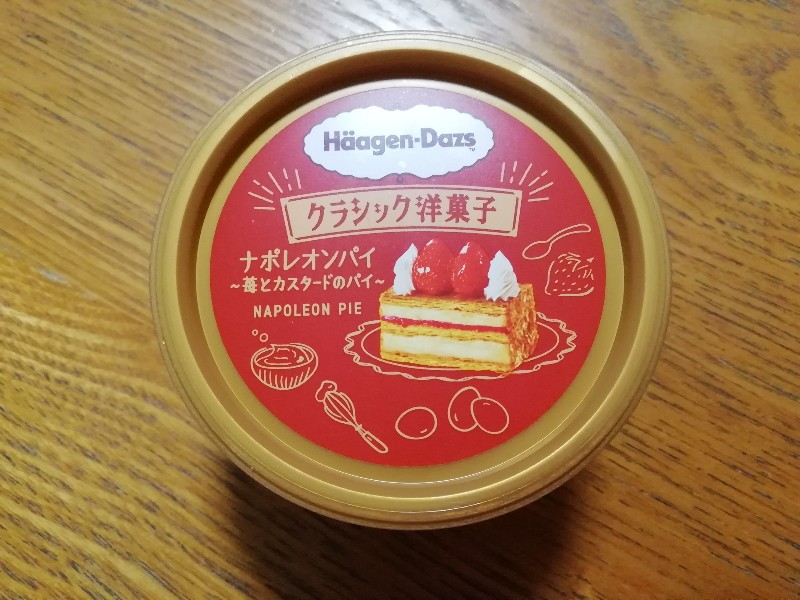 Häagen-Dazs
TM
クラシック洋菓子
ナポレオンパイ
~苺とカスタードのパイ~
NAPOLEON PIE